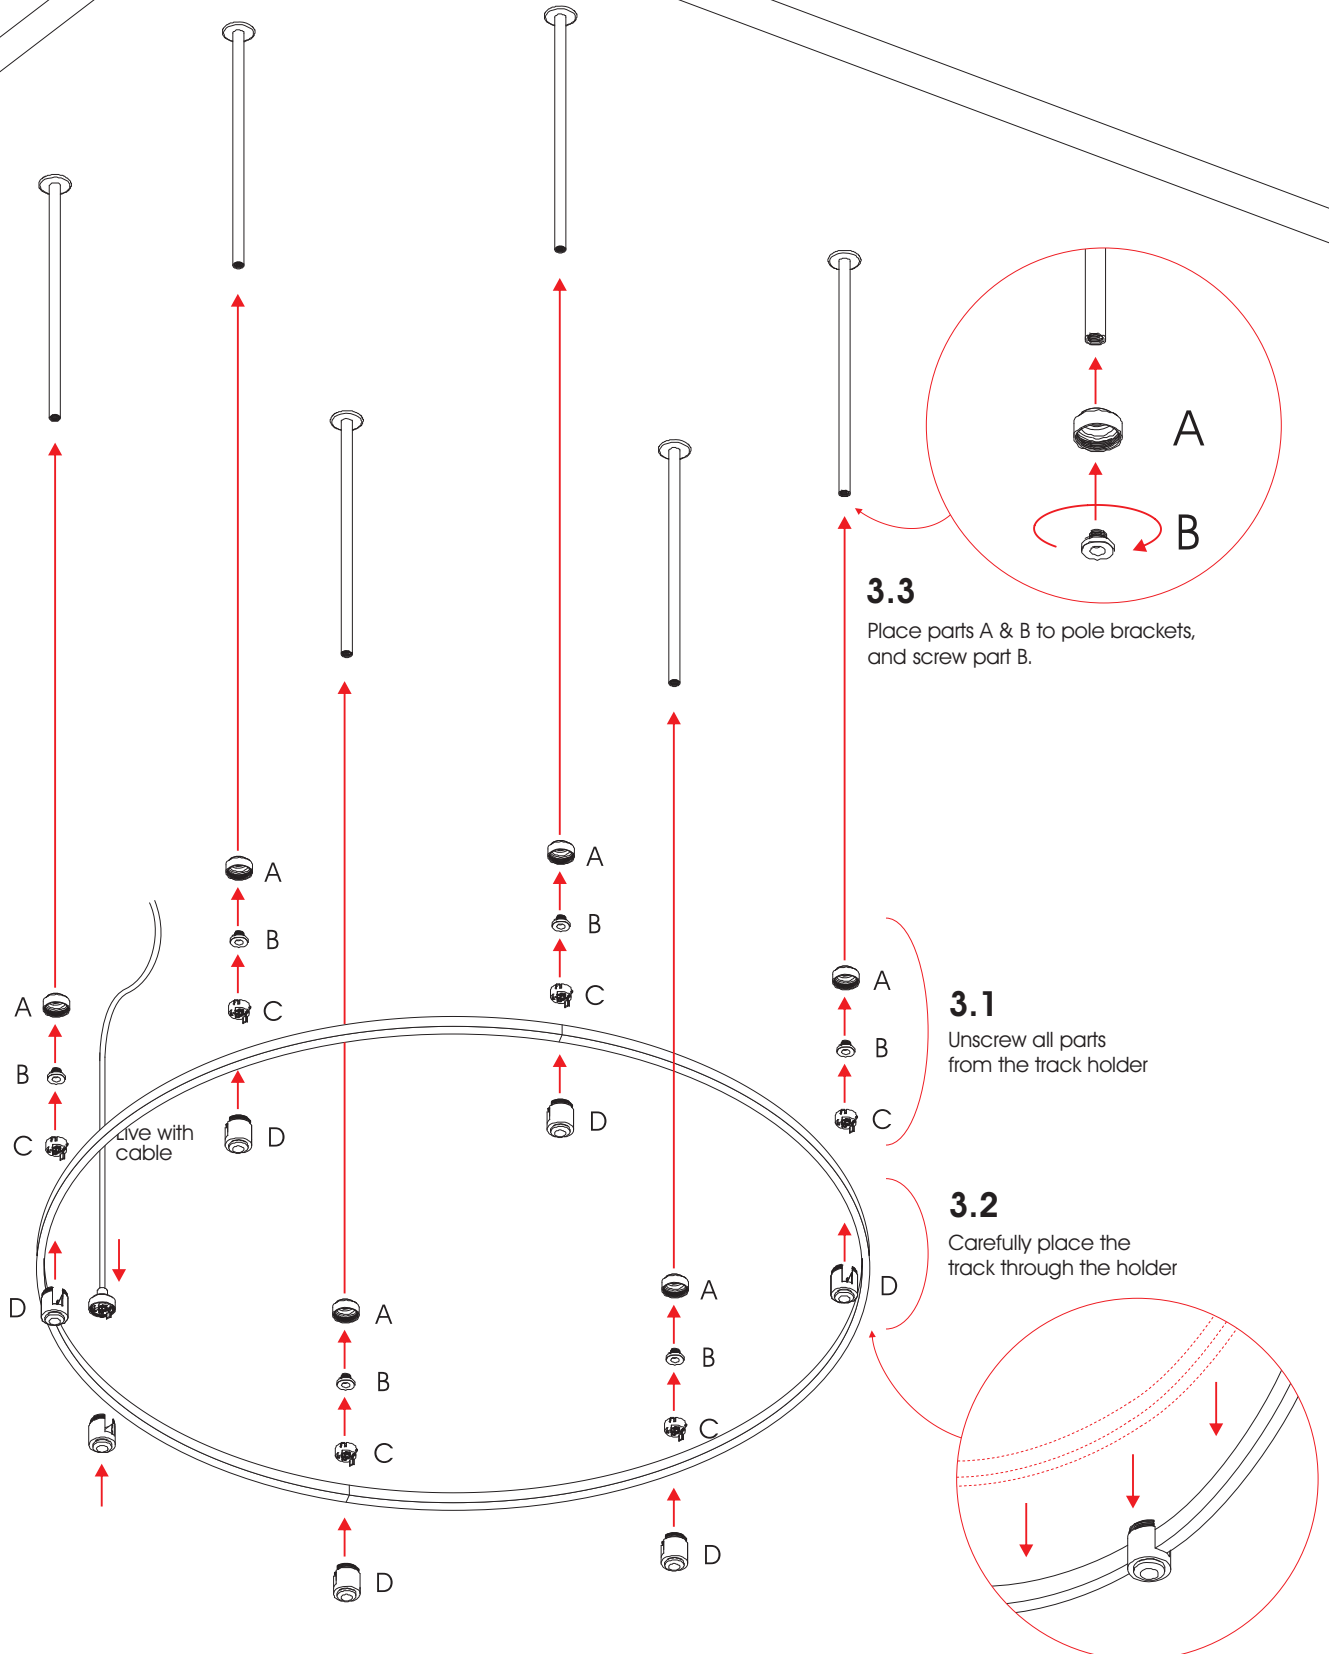 A
B
3.3
Place parts A & B to pole brackets,
and screw part B.
A
B
C
D
A
B
C
D
A
B
C
D
Live with
cable
A
B
C
D
3.1
Unscrew all parts
from the track holder
3.2
Carefully place the
track through the holder
A
B
C
D
A
B
C
D